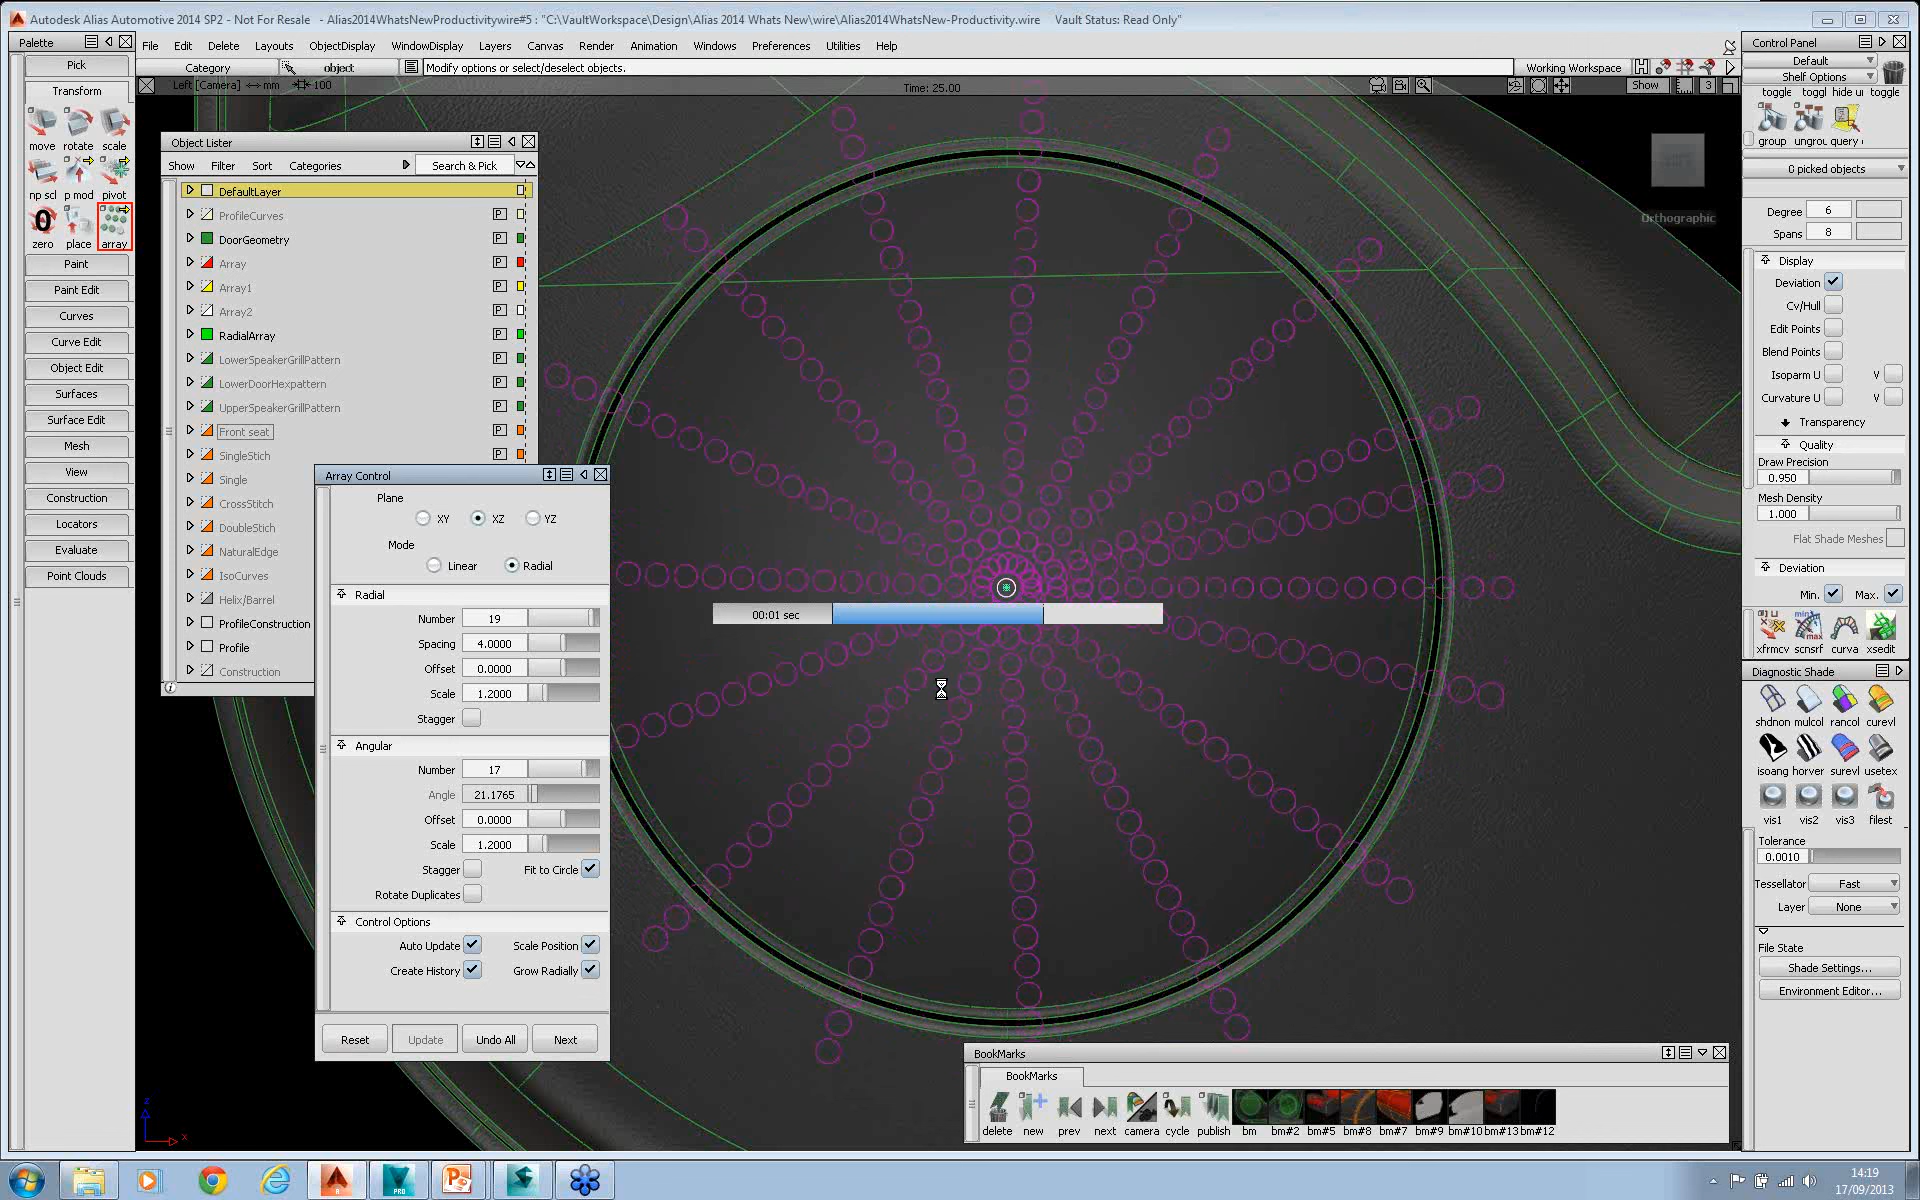 Autodesk Alias Automotive 2014 SP2 - Not For Resale - Alias2014WhatsNewProductivitywire#5 : "C:\VaultWorkspace\Design\Alias 2014 Whats New\wire\Alias2014WhatsNew-Productivity.wire Vault Status: Read Only"
Palette
File Edit Delete Layouts ObjectDisplay WindowDisplay Layers Canvas Render Animation Windows Preferences Utilities Help
Category object Modify options or select/deselect objects. Working Workspace
Left [Camera] <-> mm 100 Time: 25.00 Show 3
Pick
Transform
move rotate scale
np scl p mod pivot
zero place array
Paint
Paint Edit
Curves
Curve Edit
Object Edit
Surfaces
Surface Edit
Mesh
View
Construction
Locators
Evaluate
Point Clouds
Object Lister
Show Filter Sort Categories Search & Pick
DefaultLayer
ProfileCurves P
DoorGeometry P
Array P
Array1 P
Array2 P
RadialArray P
LowerSpeakerGrillPattern P
LowerDoorHexpattern P
UpperSpeakerGrillPattern P
Front seat P
SingleStich P
Single
CrossStitch
DoubleStich
NaturalEdge
IsoCurves
Helix/Barrel
ProfileConstruction
Profile
Construction
Array Control
Plane
XY XZ YZ
Mode
Linear Radial
Radial
Number 19
Spacing 4.0000
Offset 0.0000
Scale 1.2000
Stagger
Angular
Number 17
Angle 21.1765
Offset 0.0000
Scale 1.2000
Stagger Fit to Circle
Rotate Duplicates
Control Options
Auto Update Scale Position
Create History Grow Radially
Reset Update Undo All Next
00:01 sec
Orthographic
z
x
BookMarks
BookMarks
delete new prev next camera cycle publish bm bm#2 bm#5 bm#8 bm#7 bm#9 bm#10 bm#13 bm#12
Control Panel
Default
Shelf Options
toggle toggl hide u toggle
group ungrou query
0 picked objects
Degree 6
Spans 8
Display
Deviation
Cv/Hull
Edit Points
Blend Points
Isoparm U V
Curvature U V
Transparency
Quality
Draw Precision
0.950
Mesh Density
1.000
Flat Shade Meshes
Deviation
Min. Max.
xfrmcv scnsrf curva xsedit
Diagnostic Shade
shdnon mulcol rancol curevl
isoang horver surevl usetex
vis1 vis2 vis3 filest
Tolerance
0.0010
Tessellator Fast
Layer None
File State
Shade Settings...
Environment Editor...
14:19
17/09/2013